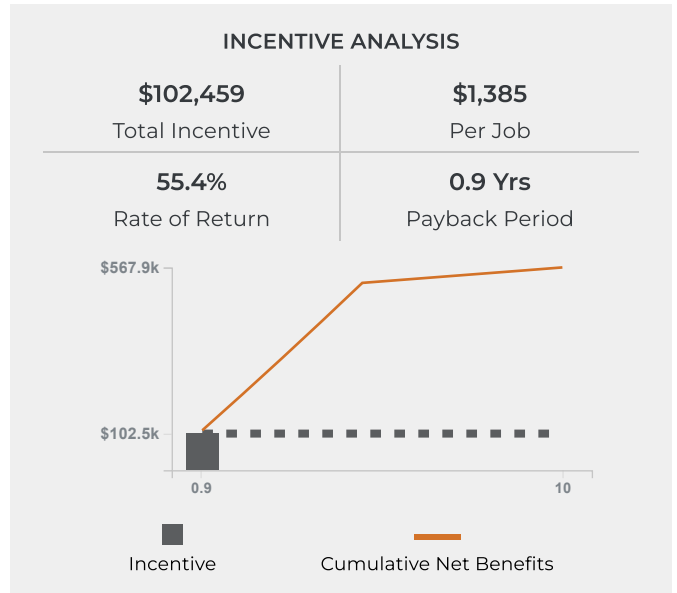 INCENTIVE ANALYSIS
$102,459
Total Incentive
$1,385
Per Job
55.4%
Rate of Return
0.9 Yrs
Payback Period
$567.9k
$102.5k
0.9
10
Incentive
Cumulative Net Benefits